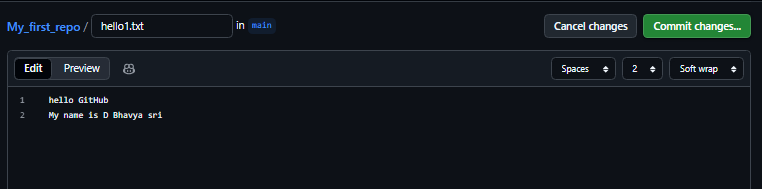 My_first_repo / hello1.txt in main Cancel changes Commit changes...
Edit Preview Spaces 2 Soft wrap
1 hello GitHub
2 My name is D Bhavya sri